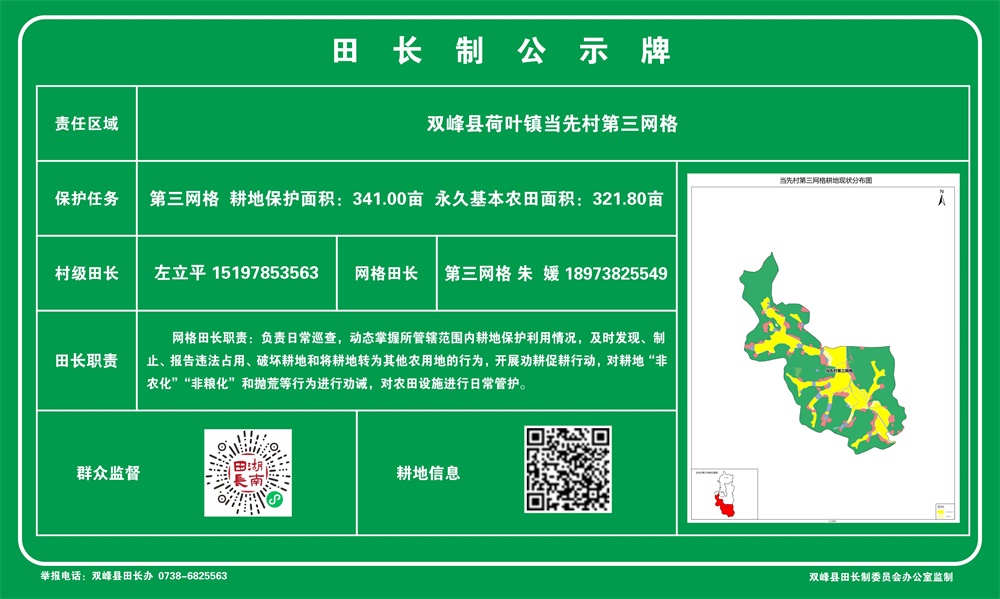 田长制公示牌
责任区域
双峰县荷叶镇当先村第三网格
保护任务
第三网格 耕地保护面积：341.00亩 永久基本农田面积：321.80亩
村级田长
左立平 15197853563
网格田长
第三网格 朱 媛 18973825549
田长职责
网格田长职责：负责日常巡查，动态掌握所管辖范围内耕地保护利用情况，及时发现、制
止、报告违法占用、破坏耕地和将耕地转为其他农用地的行为，开展劝耕促耕行动，对耕地“非
农化”“非粮化”和抛荒等行为进行劝诫，对农田设施进行日常管护。
当先村第三网格耕地现状分布图
N
当先村第三网格
群众监督
湖南田長
耕地信息
举报电话：双峰县田长办 0738-6825563
双峰县田长制委员会办公室监制